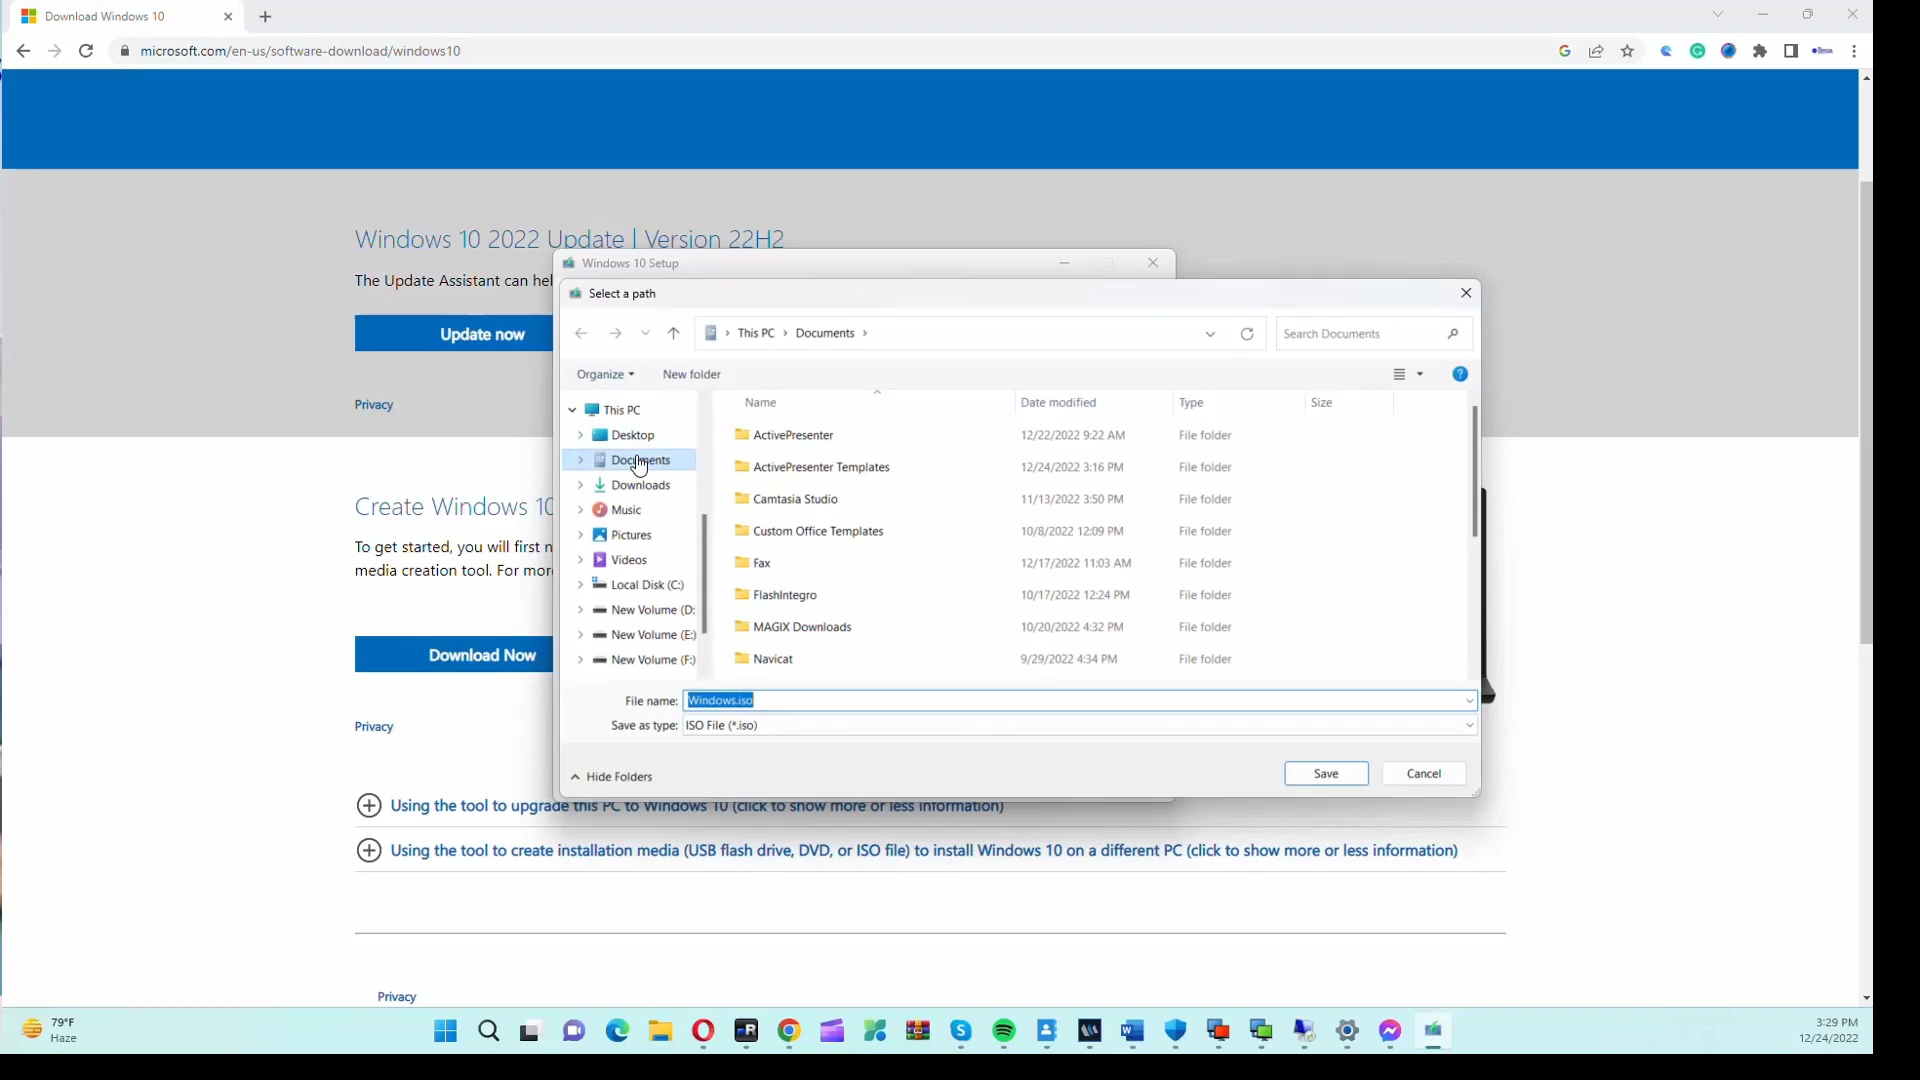 Download Windows 10
microsoft.com/en-us/software-download/windows10
Windows 10 2022 Update | Version 22H2
The Update Assistant can hel
Update now
Privacy
Windows 10 Setup
Select a path
This PC > Documents >
Search Documents
Organize
New folder
This PC
Desktop
Documents
Downloads
Music
Pictures
Videos
Local Disk (C:)
New Volume (D:
New Volume (E:)
New Volume (F:)
Name Date modified Type Size
ActivePresenter 12/22/2022 9:22 AM File folder
ActivePresenter Templates 12/24/2022 3:16 PM File folder
Camtasia Studio 11/13/2022 3:50 PM File folder
Custom Office Templates 10/8/2022 12:09 PM File folder
Fax 12/17/2022 11:03 AM File folder
FlashIntegro 10/17/2022 12:24 PM File folder
MAGIX Downloads 10/20/2022 4:32 PM File folder
Navicat 9/29/2022 4:34 PM File folder
File name: Windows.iso
Save as type: ISO File (*.iso)
Hide Folders
Save
Cancel
Create Windows 10
To get started, you will first n
media creation tool. For mor
Download Now
Privacy
Using the tool to upgrade this PC to Windows 10 (click to show more or less information)
Using the tool to create installation media (USB flash drive, DVD, or ISO file) to install Windows 10 on a different PC (click to show more or less information)
Privacy
79°F
Haze
3:29 PM
12/24/2022